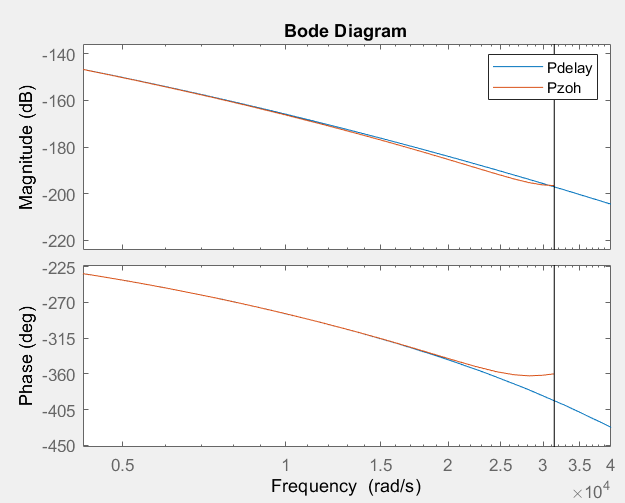 Bode Diagram
Magnitude (dB)
-140
-160
-180
-200
-220
Pdelay
Pzoh
Phase (deg)
-225
-270
-315
-360
-405
-450
0.5 1 1.5 2 2.5 3 3.5 4
×10⁴
Frequency (rad/s)